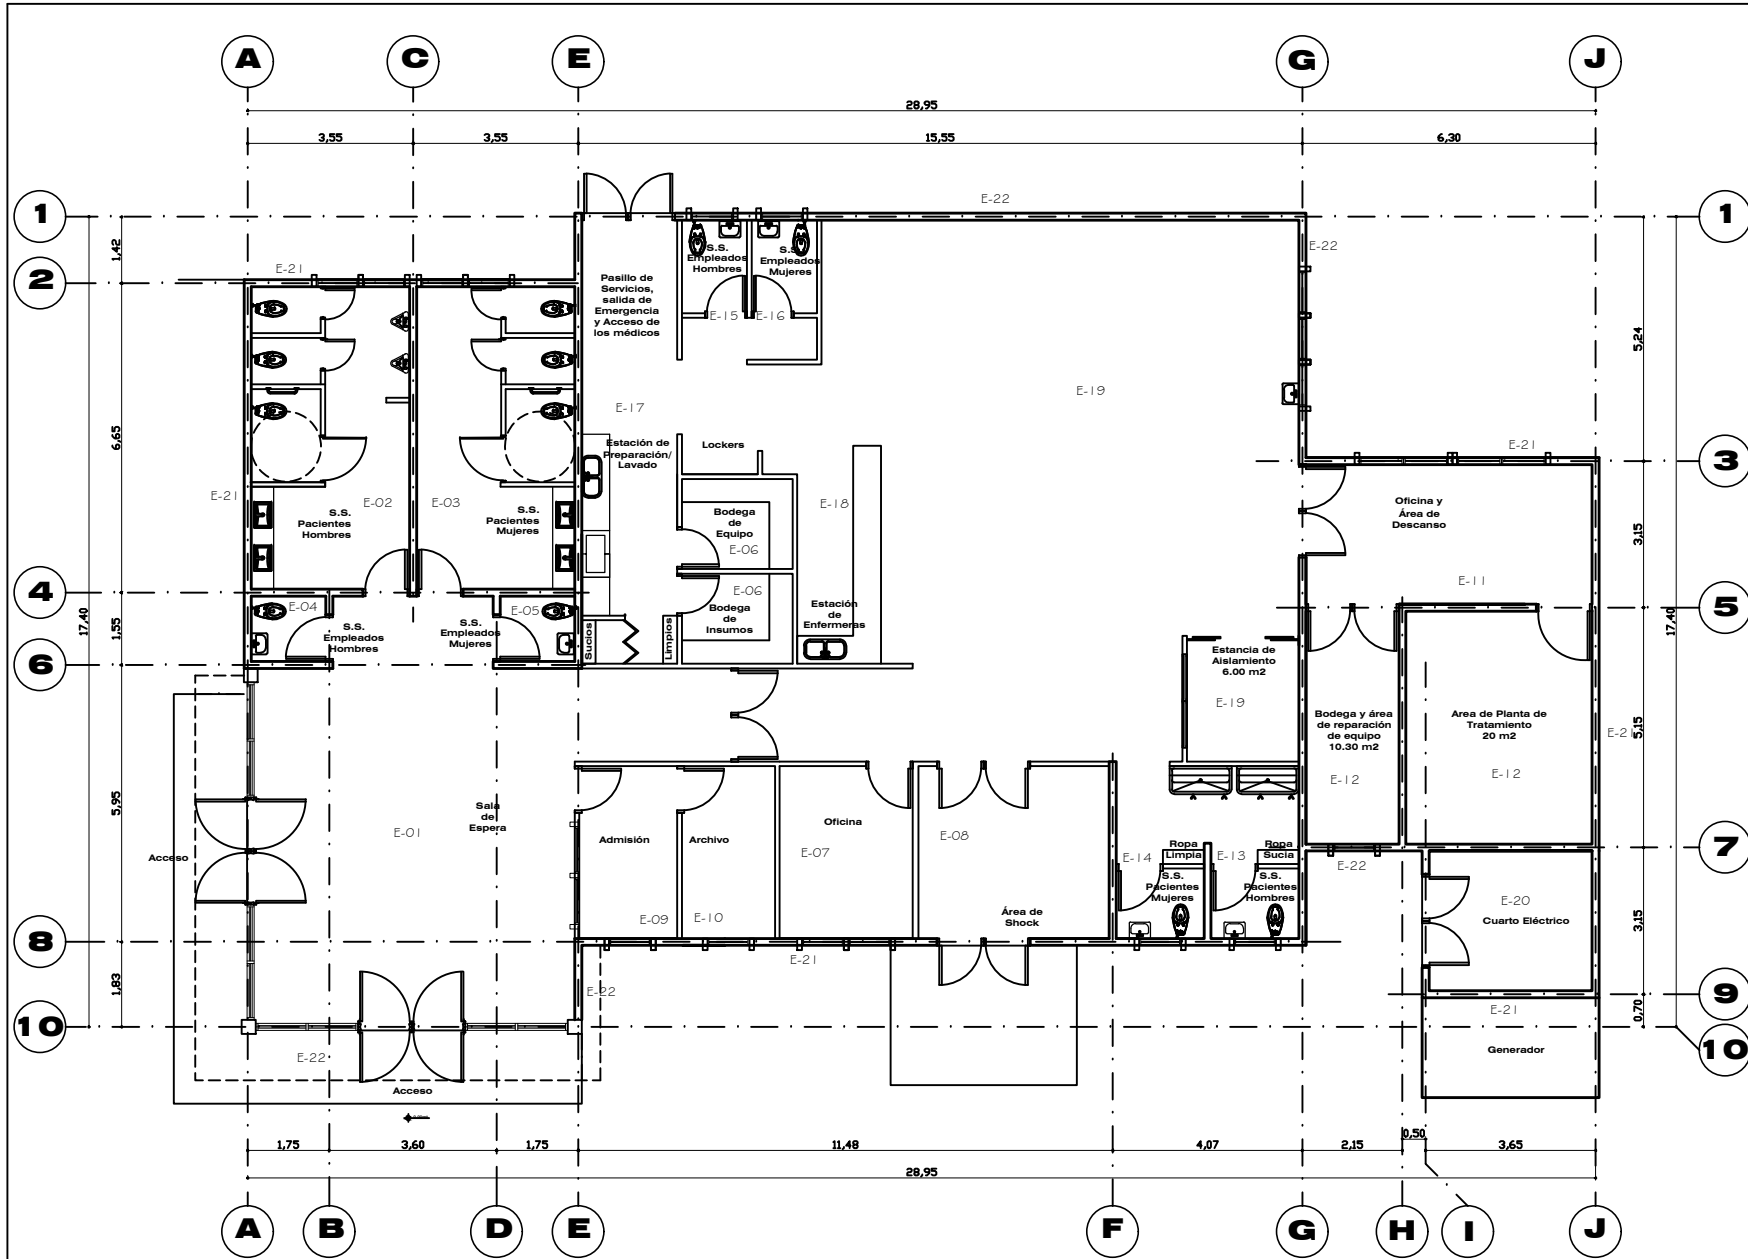 A C E G J
28,95
3,55 3,55 15,55 6,30
1 1
E-22
1,42
E-22
S.S.
Empleados
Hombres
S.S.
Empleados
Mujeres
2
E-21
Pasillo de
Servicios,
salida de
Emergencia
y Acceso de
los médicos
E-15 E-16
5,24
E-19
E-17
6,65
Estación de
Preparación/
Lavado
Lockers
E-21
3
E-21
E-02 E-03
S.S.
Pacientes
Hombres
S.S.
Pacientes
Mujeres
E-18
Bodega
de
Equipo
E-06
Oficina y
Área de
Descanso
3,15
4
E-11
E-04 E-05
E-06
Bodega
de
Insumos
Estación
de
Enfermeras
5
17,40
1,55
S.S.
Empleados
Hombres
S.S.
Empleados
Mujeres
Sucios
Limpios
17,40
6
Estancia de
Aislamiento
6.00 m2
E-19
Bodega y área
de reparación
de equipo
10.30 m2
E-12
Area de Planta de
Tratamiento
20 m2
E-12
E-21
5,15
5,95
Sala
de
Espera
E-01
Admisión
Archivo
Oficina
E-07
E-08
Acceso
E-14
Ropa
Limpia
E-13
Ropa
Sucia
7
E-22
S.S.
Pacientes
Mujeres
S.S.
Pacientes
Hombres
E-20
Cuarto Eléctrico
E-09
E-10
Área de
Shock
3,15
8
E-21
1,83
E-22
9
E-21
0,70
10
10
E-22
Generador
Acceso
1,75 3,60 1,75 11,48 4,07 2,15 0,50 3,65
28,95
A B D E F G H I J